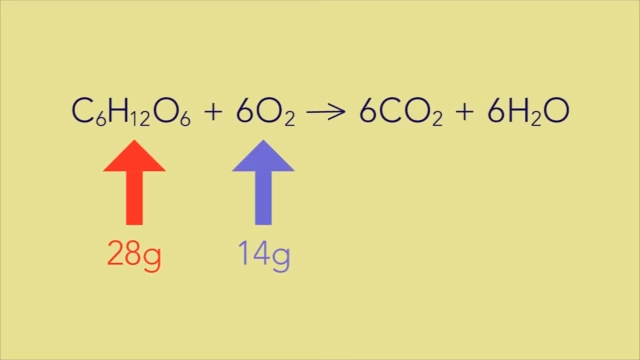 C₆H₁₂O₆ + 6O₂ → 6CO₂ + 6H₂O
28g 14g